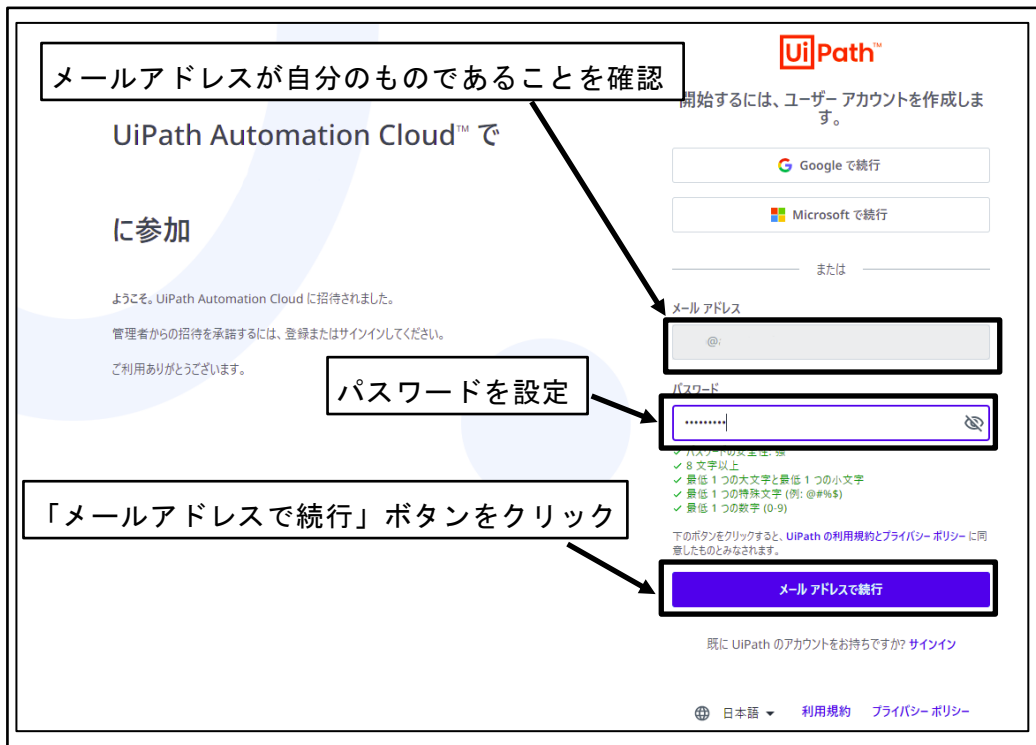 メールアドレスが自分のものであることを確認
UiPath Automation Cloud™ で
に参加
ようこそ。UiPath Automation Cloud に招待されました。
管理者からの招待を承諾するには、登録またはサインインしてください。
ご利用ありがとうございます。
パスワードを設定
「メールアドレスで続行」ボタンをクリック
UiPath™
開始するには、ユーザー アカウントを作成しま
す。
Google で続行
Microsoft で続行
または
メール アドレス
@
パスワード
•••••••••
✓ パスワードの安全性: 強
✓ 8 文字以上
✓ 最低 1 つの大文字と最低 1 つの小文字
✓ 最低 1 つの特殊文字 (例: @#%$)
✓ 最低 1 つの数字 (0-9)
下のボタンをクリックすると、UiPath の利用規約とプライバシー ポリシー に同
意したものとみなされます。
メール アドレスで続行
既に UiPath のアカウントをお持ちですか? サインイン
日本語 利用規約 プライバシー ポリシー